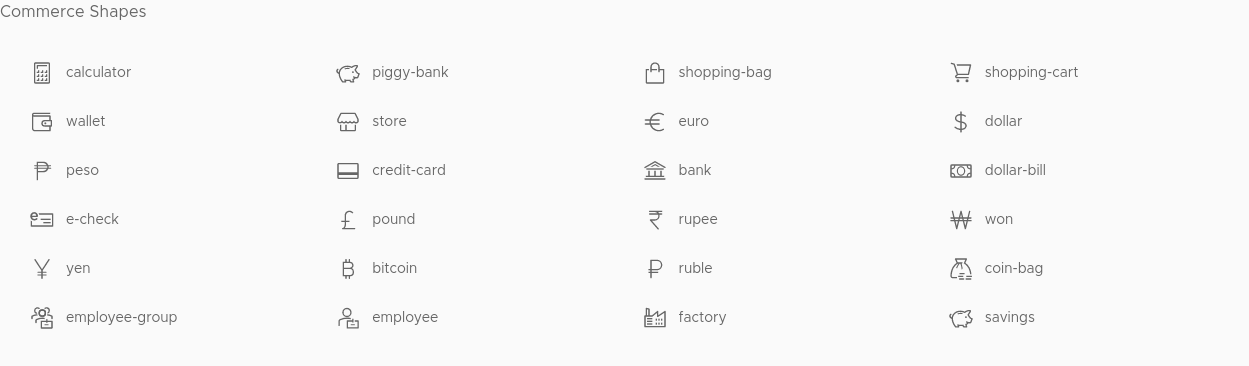 Commerce Shapes
calculator piggy-bank shopping-bag shopping-cart
wallet store euro dollar
peso credit-card bank dollar-bill
e-check pound rupee won
yen bitcoin ruble coin-bag
employee-group employee factory savings